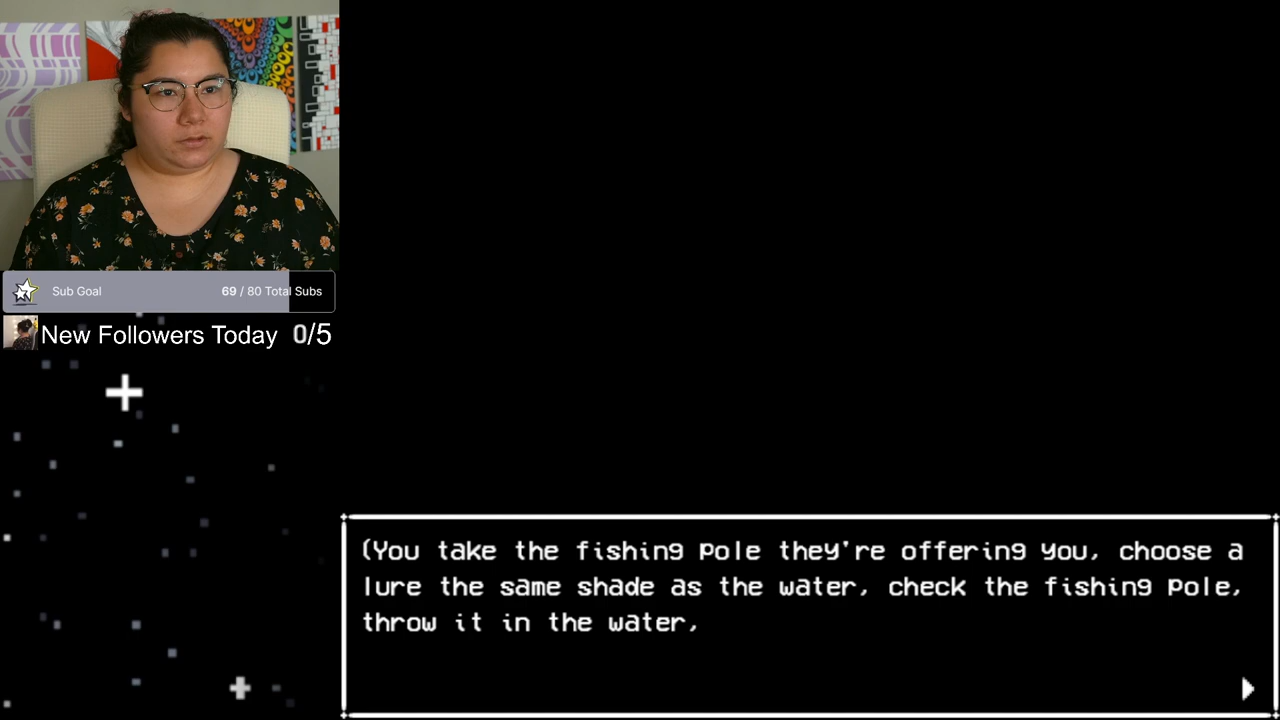 Sub Goal 69 / 80 Total Subs
New Followers Today 0/5
(You take the fishing pole they're offering you, choose a
lure the same shade as the water, check the fishing pole,
throw it in the water,